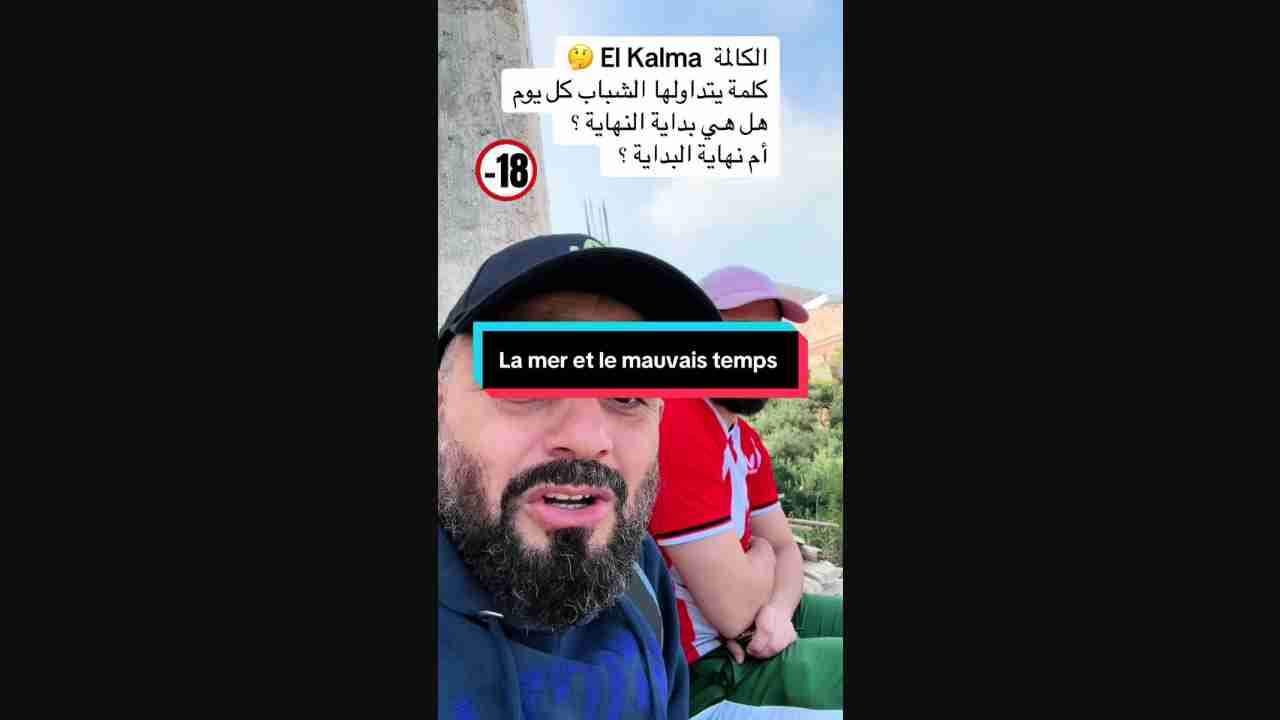 الكالمة El Kalma 🤔
كلمة يتداولها الشباب كل يوم
هل هي بداية النهاية ؟
أم نهاية البداية ؟
-18
La mer et le mauvais temps